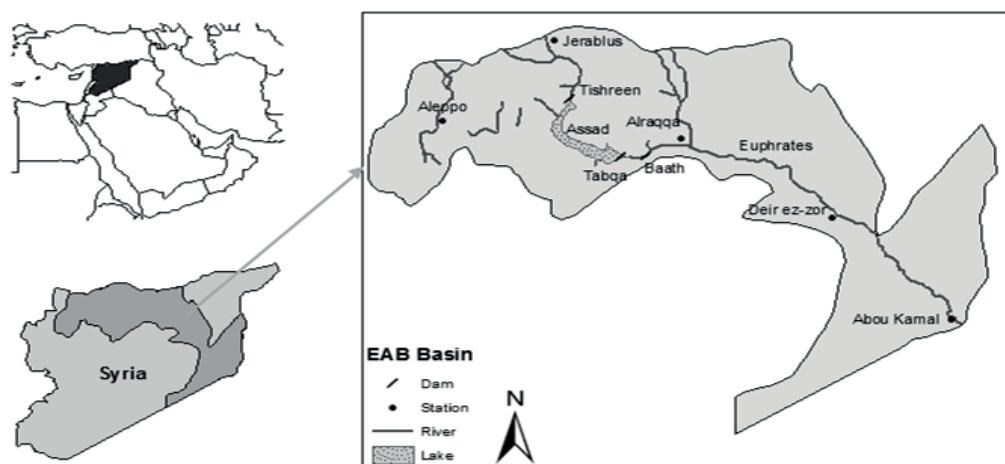 Jerablus
Tishreen
Aleppo
Assad
Alraqqa
Euphrates
Tabqa
Baath
Deir ez-zor
Abou Kamal
Syria
EAB Basin
Dam
Station
River
Lake
N